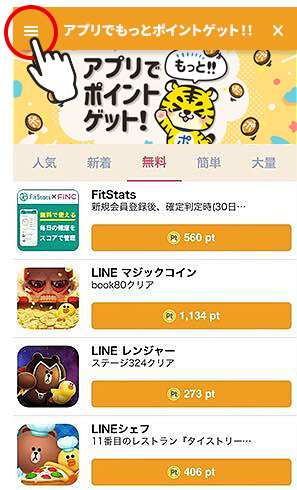 アプリでもっとポイントゲット!!
アプリで
ポイント
ゲット!
もっと!!
人気 新着 無料 簡単 大量
FitStats×FiNC
無料で使える
毎日の健康を
スコアで管理
FitStats
新規会員登録後、確定判定時(30日…
Pt 560 pt
LINE マジックコイン
book80クリア
Pt 1,134 pt
LINE レンジャー
ステージ324クリア
Pt 273 pt
LINEシェフ
11番目のレストラン『タイストリー…
Pt 406 pt